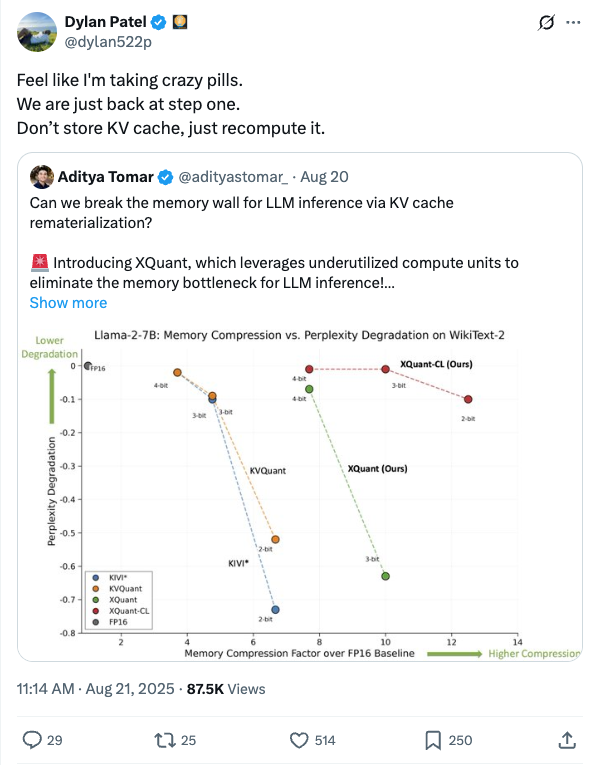 Dylan Patel
@dylan522p
Feel like I'm taking crazy pills.
We are just back at step one.
Don't store KV cache, just recompute it.
Aditya Tomar @adityastomar_ · Aug 20
Can we break the memory wall for LLM inference via KV cache
rematerialization?
🚨 Introducing XQuant, which leverages underutilized compute units to
eliminate the memory bottleneck for LLM inference!...
Show more
Llama-2-7B: Memory Compression vs. Perplexity Degradation on WikiText-2
Lower
Degradation
Perplexity Degradation
0
-0.1
-0.2
-0.3
-0.4
-0.5
-0.6
-0.7
-0.8
FP16
4-bit
3-bit
3-bit
KVQuant
2-bit
KIVI*
2-bit
4-bit
4-bit
XQuant-CL (Ours)
3-bit
2-bit
XQuant (Ours)
3-bit
KIVI*
KVQuant
XQuant
XQuant-CL
FP16
2
4
6
8
10
12
14
Memory Compression Factor over FP16 Baseline
Higher Compression
11:14 AM · Aug 21, 2025 · 87.5K Views
29
25
514
250